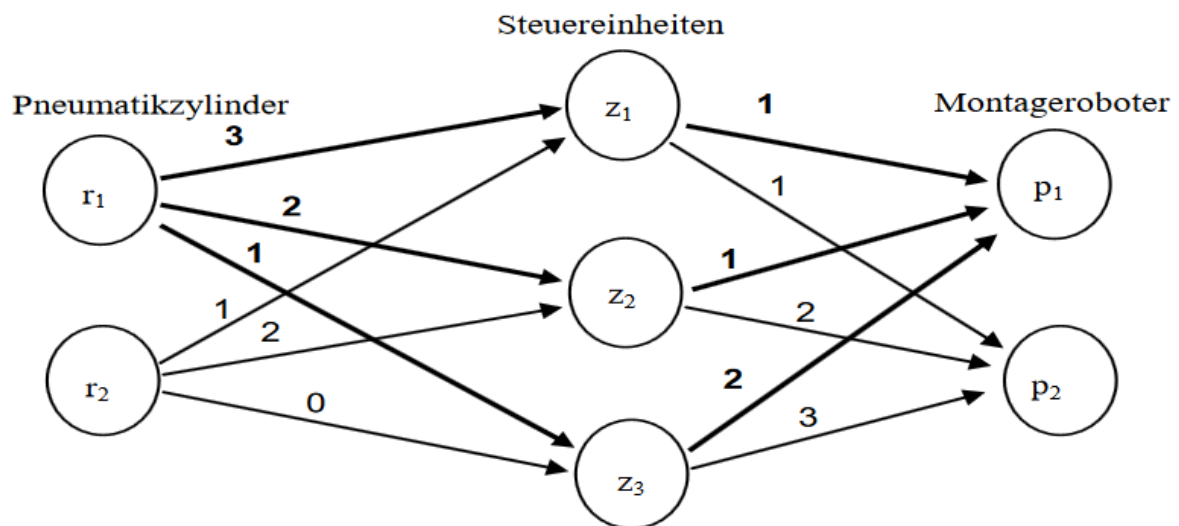 Steuereinheiten
Pneumatikzylinder
Montageroboter
z₁
r₁
p₁
3
1
1
2
1
1
1
2
z₂
2
2
0
2
3
r₂
p₂
z₃